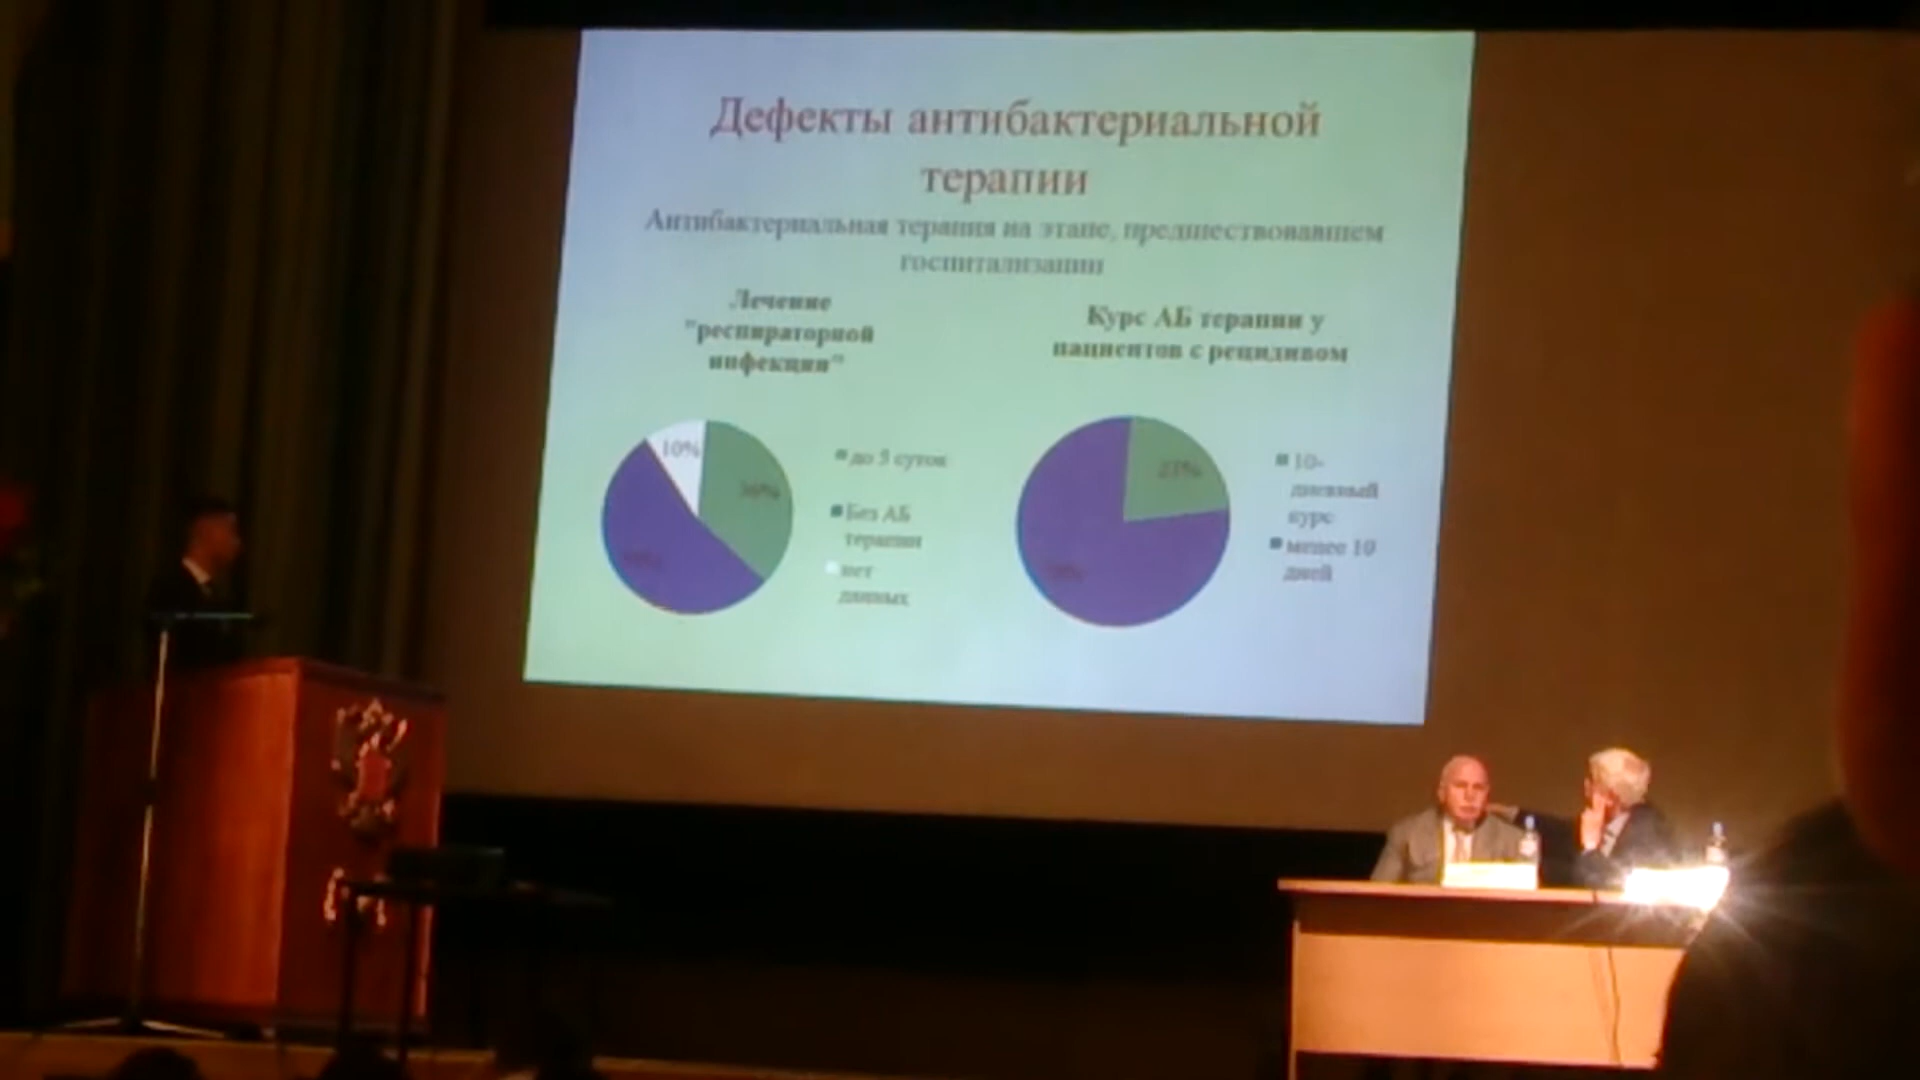 Дефекты антибактериальной
терапии
Антибактериальная терапия на этапе, предшествовавшем
госпитализации
Лечение
"респираторной
инфекции"
Курс АБ терапии у
пациентов с рецидивом
10%
36%
до 5 суток
Без АБ
терапии
нет
данных
10-
дневный
курс
менее 10
дней